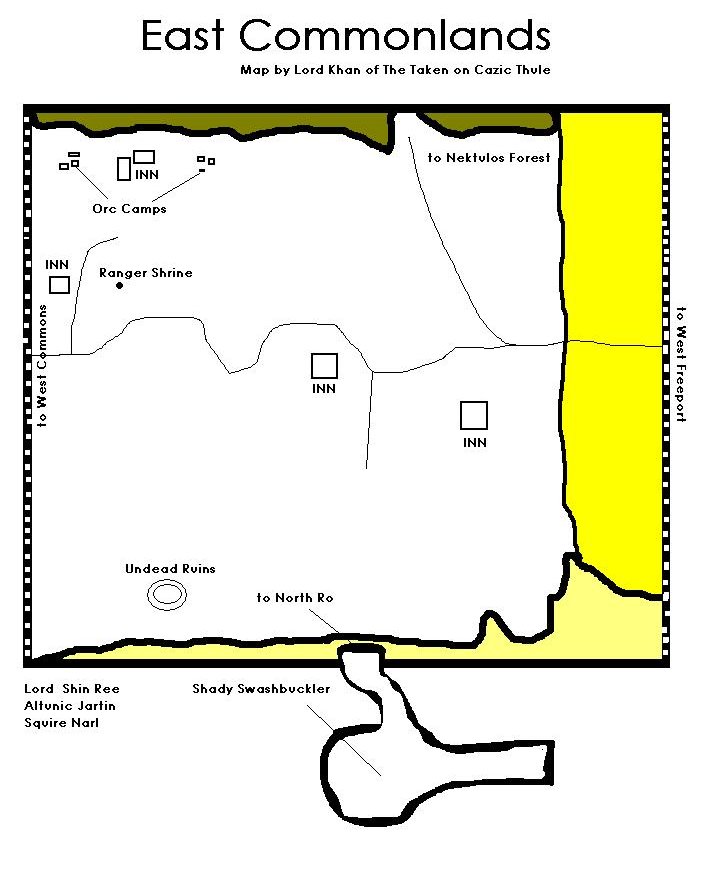 East Commonlands
Map by Lord Khan of The Taken on Cazic Thule
to Nektulos Forest
INN
Orc Camps
INN
Ranger Shrine
to West Commons
to West Freeport
INN
INN
Undead Ruins
to North Ro
Lord Shin Ree
Altunic Jartin
Squire Narl
Shady Swashbuckler